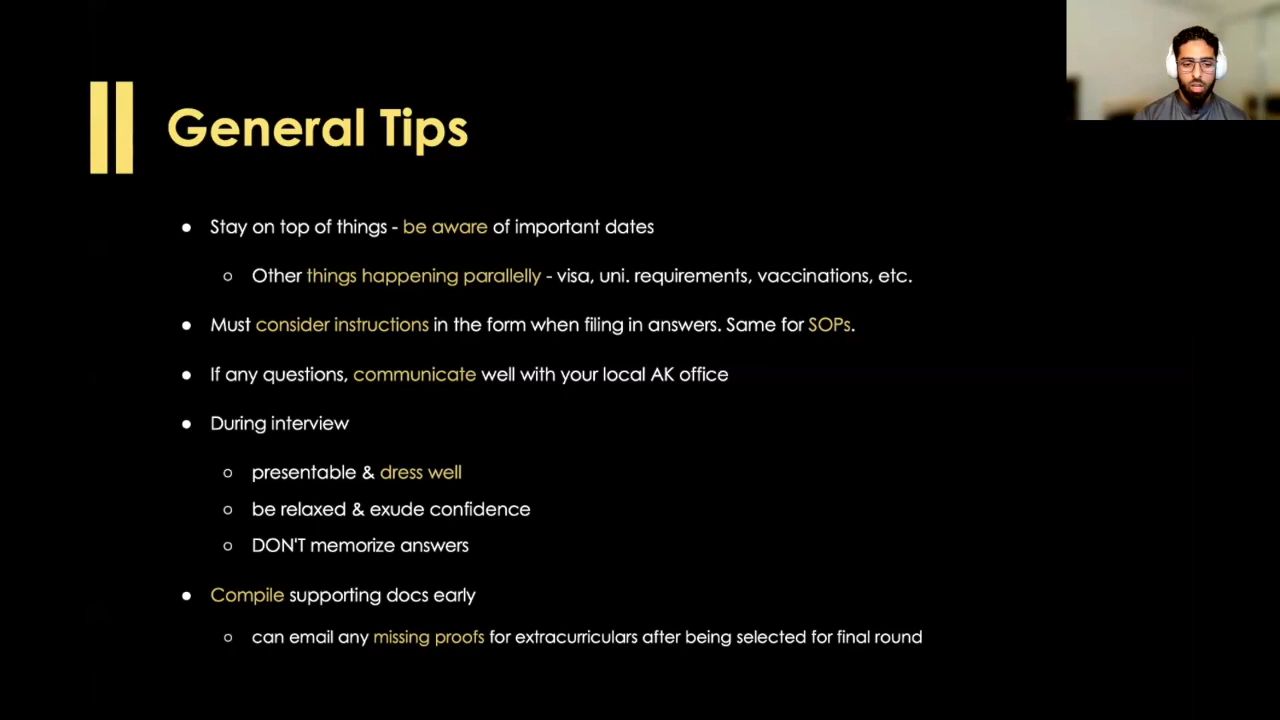 General Tips
● Stay on top of things - be aware of important dates
○ Other things happening parallelly - visa, uni. requirements, vaccinations, etc.
● Must consider instructions in the form when filing in answers. Same for SOPs.
● If any questions, communicate well with your local AK office
● During interview
○ presentable & dress well
○ be relaxed & exude confidence
○ DON'T memorize answers
● Compile supporting docs early
○ can email any missing proofs for extracurriculars after being selected for final round